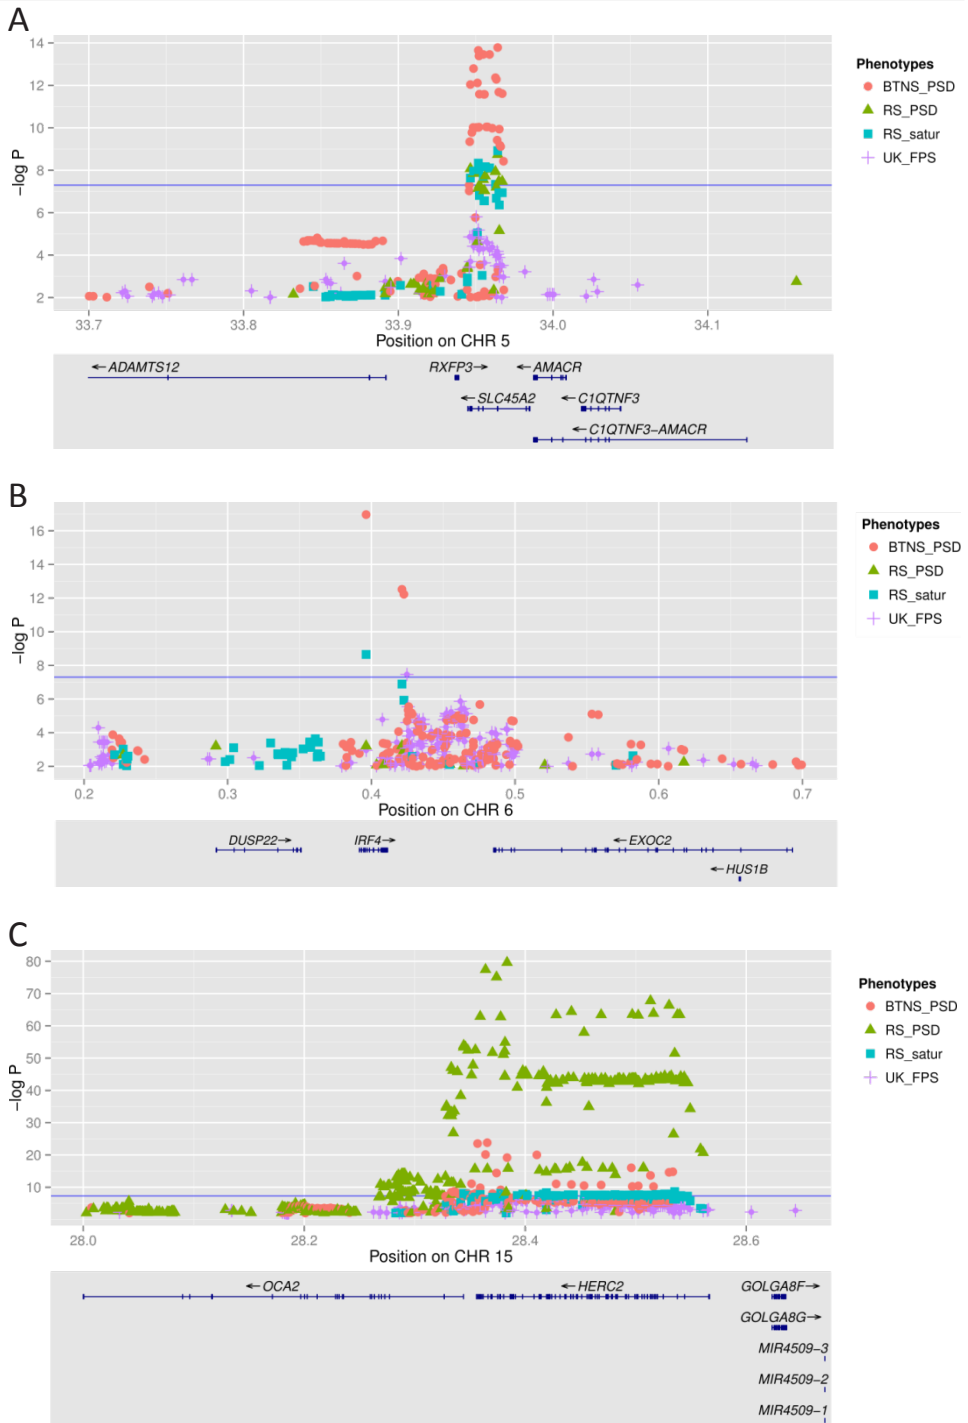 A
14
12
10
8
6
4
2
−log P
33.7 33.8 33.9 34.0 34.1
Position on CHR 5
Phenotypes
BTNS_PSD
RS_PSD
RS_satur
UK_FPS
←ADAMTS12 RXFP3→ ←AMACR
←SLC45A2 ←C1QTNF3
←C1QTNF3−AMACR
B
16
14
12
10
8
6
4
2
−log P
0.2 0.3 0.4 0.5 0.6 0.7
Position on CHR 6
Phenotypes
BTNS_PSD
RS_PSD
RS_satur
UK_FPS
DUSP22→ IRF4→ ←EXOC2
←HUS1B
C
80
70
60
50
40
30
20
10
−log P
28.0 28.2 28.4 28.6
Position on CHR 15
Phenotypes
BTNS_PSD
RS_PSD
RS_satur
UK_FPS
←OCA2 ←HERC2 GOLGA8F→
GOLGA8G→
MIR4509−3
MIR4509−2
MIR4509−1